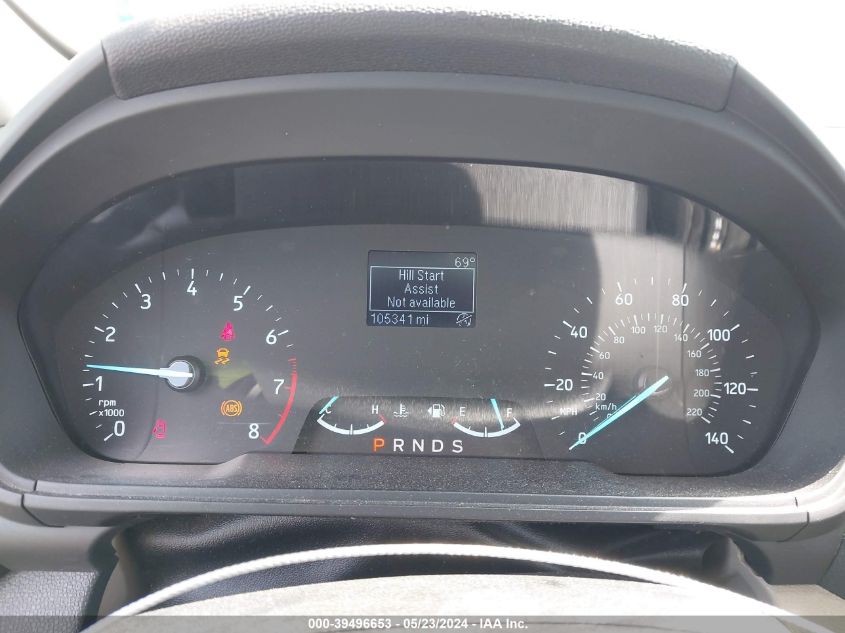 69°
Hill Start
Assist
Not available
105341 mi
0 1 2 3 4 5 6 7 8
rpm
x1000
ABS
C H E F
P R N D S
0 20 40 60 80 100 120 140
MPH
km/h
20 40 60 80 100 120 140 160 180 200 220
000-39496653 - 05/23/2024 - IAA Inc.